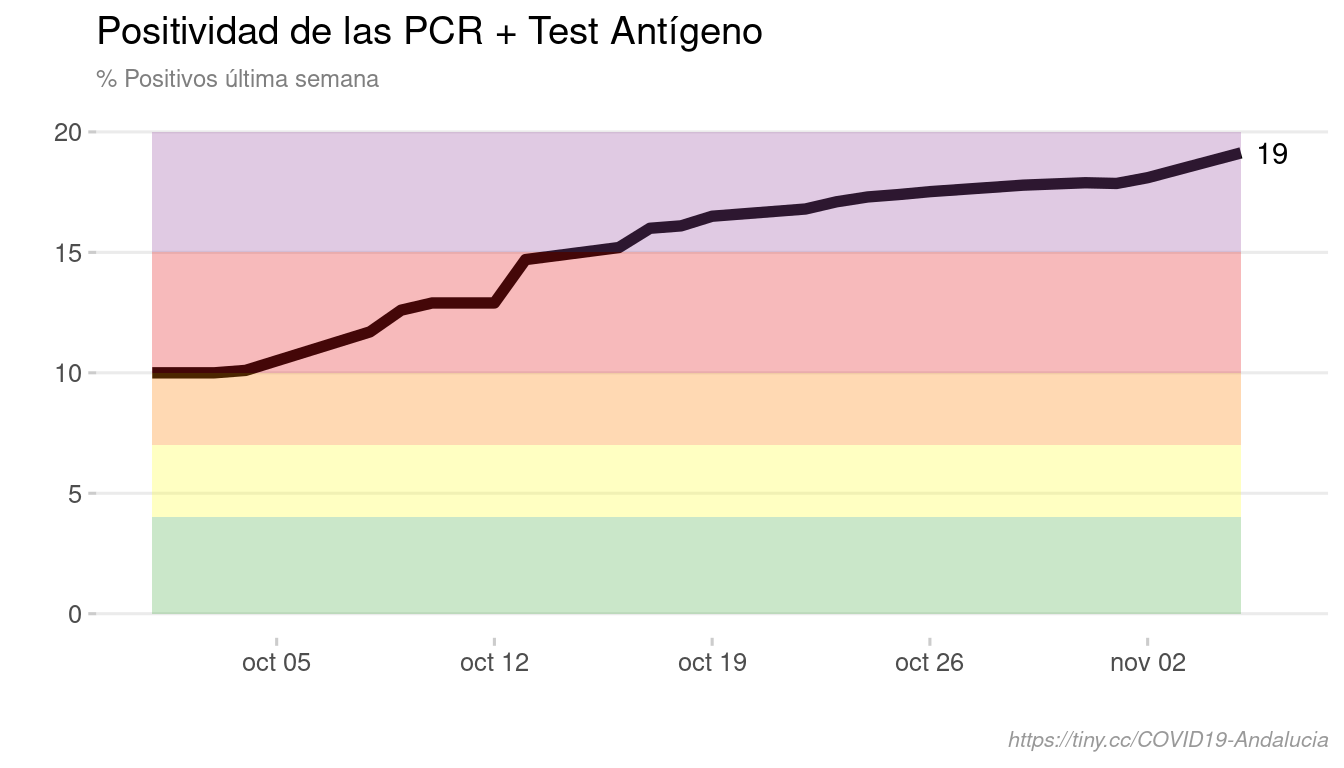 Positividad de las PCR + Test Antígeno
% Positivos última semana
20
19
15
10
5
0
oct 05 oct 12 oct 19 oct 26 nov 02
https://tiny.cc/COVID19-Andalucia